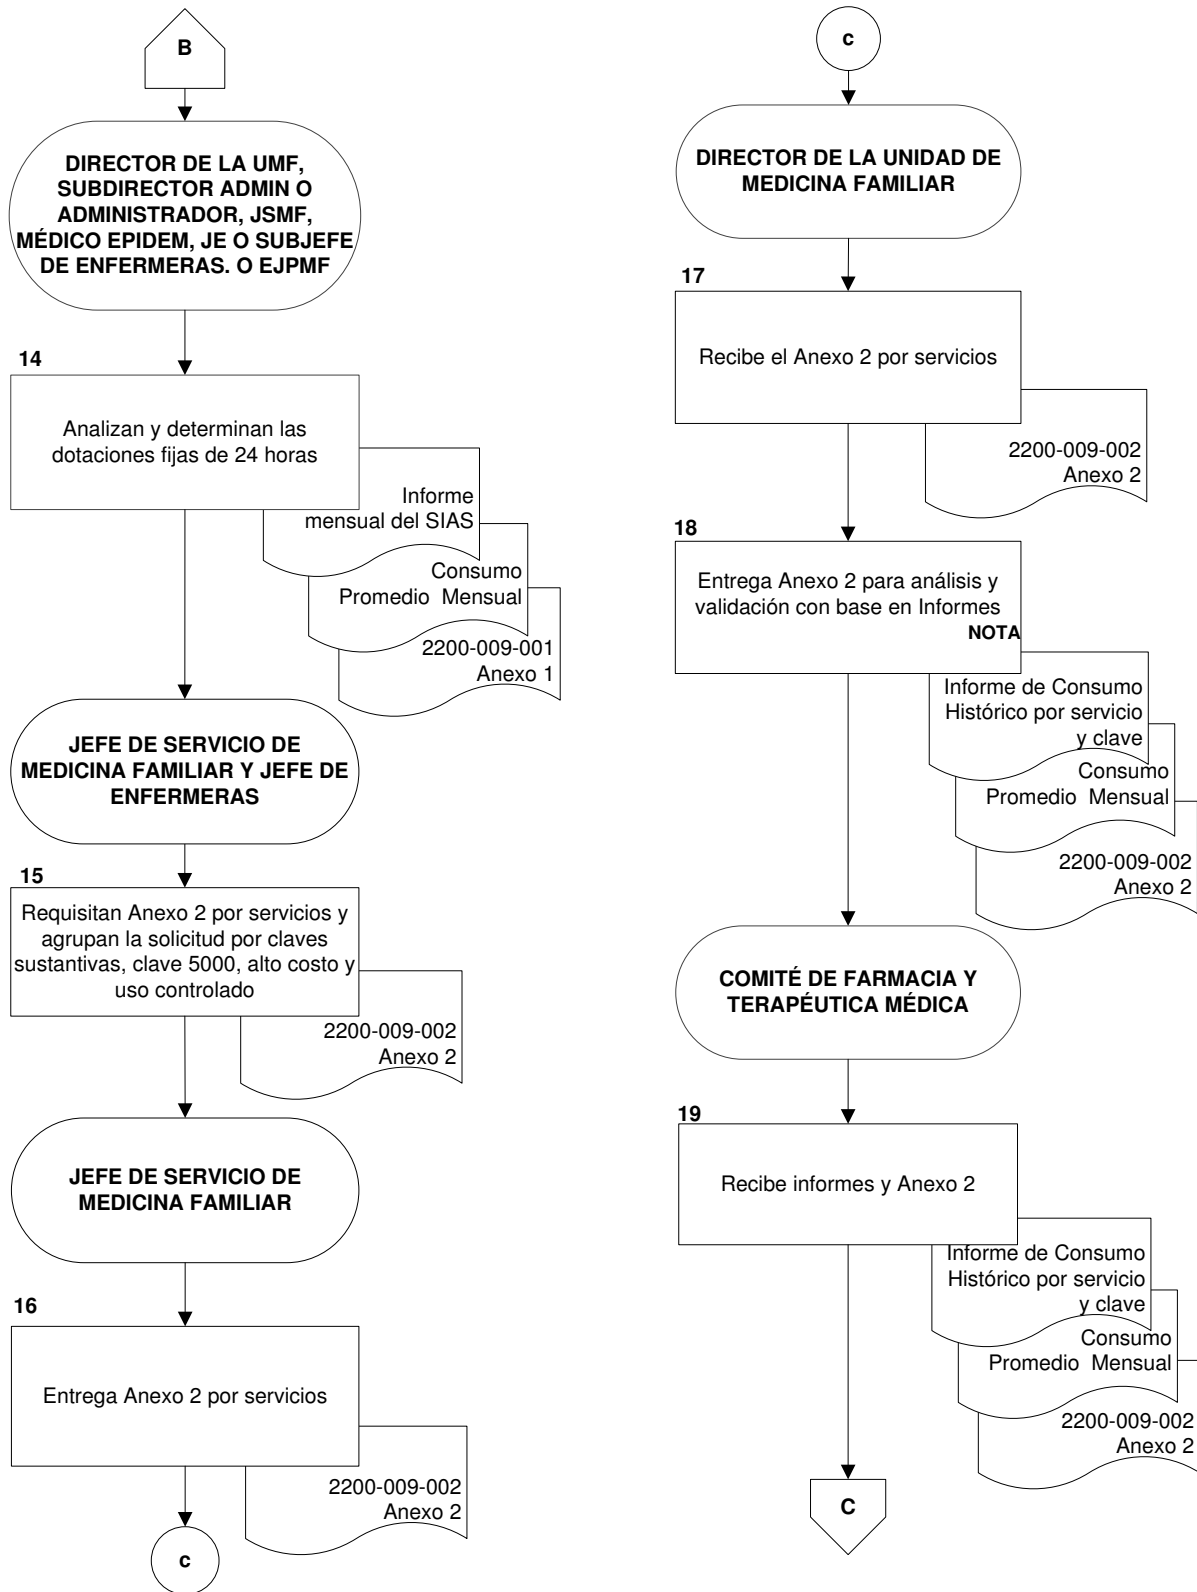 B
DIRECTOR DE LA UMF,
SUBDIRECTOR ADMIN O
ADMINISTRADOR, JSMF,
MÉDICO EPIDEM, JE O SUBJEFE
DE ENFERMERAS. O EJPMF
14
Analizan y determinan las
dotaciones fijas de 24 horas
Informe
mensual del SIAS
Consumo
Promedio Mensual
2200-009-001
Anexo 1
JEFE DE SERVICIO DE
MEDICINA FAMILIAR Y JEFE DE
ENFERMERAS
15
Requisitan Anexo 2 por servicios y
agrupan la solicitud por claves
sustantivas, clave 5000, alto costo y
uso controlado
2200-009-002
Anexo 2
JEFE DE SERVICIO DE
MEDICINA FAMILIAR
16
Entrega Anexo 2 por servicios
2200-009-002
Anexo 2
c
c
DIRECTOR DE LA UNIDAD DE
MEDICINA FAMILIAR
17
Recibe el Anexo 2 por servicios
2200-009-002
Anexo 2
18
Entrega Anexo 2 para análisis y
validación con base en Informes
NOTA
Informe de Consumo
Histórico por servicio
y clave
Consumo
Promedio Mensual
2200-009-002
Anexo 2
COMITÉ DE FARMACIA Y
TERAPÉUTICA MÉDICA
19
Recibe informes y Anexo 2
Informe de Consumo
Histórico por servicio
y clave
Consumo
Promedio Mensual
2200-009-002
Anexo 2
C